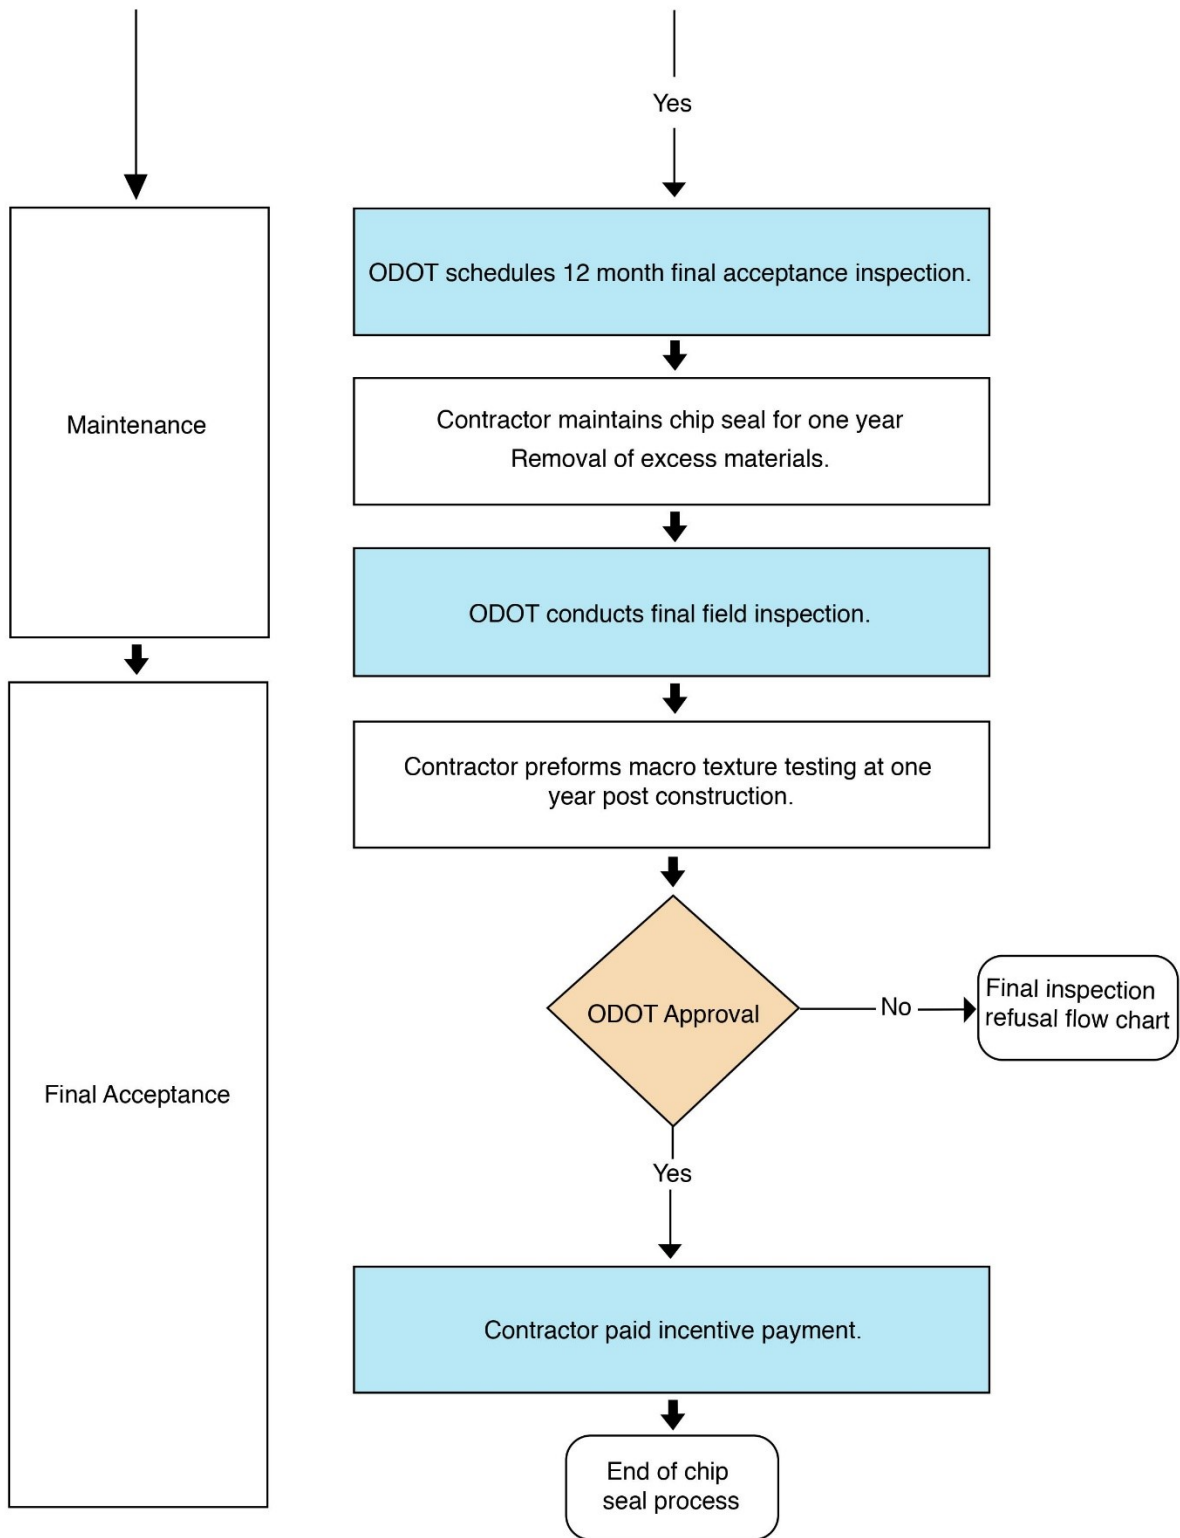 Yes
ODOT schedules 12 month final acceptance inspection.
Maintenance
Contractor maintains chip seal for one year
Removal of excess materials.
ODOT conducts final field inspection.
Contractor preforms macro texture testing at one
year post construction.
ODOT Approval
No
Final inspection
refusal flow chart
Final Acceptance
Yes
Contractor paid incentive payment.
End of chip
seal process